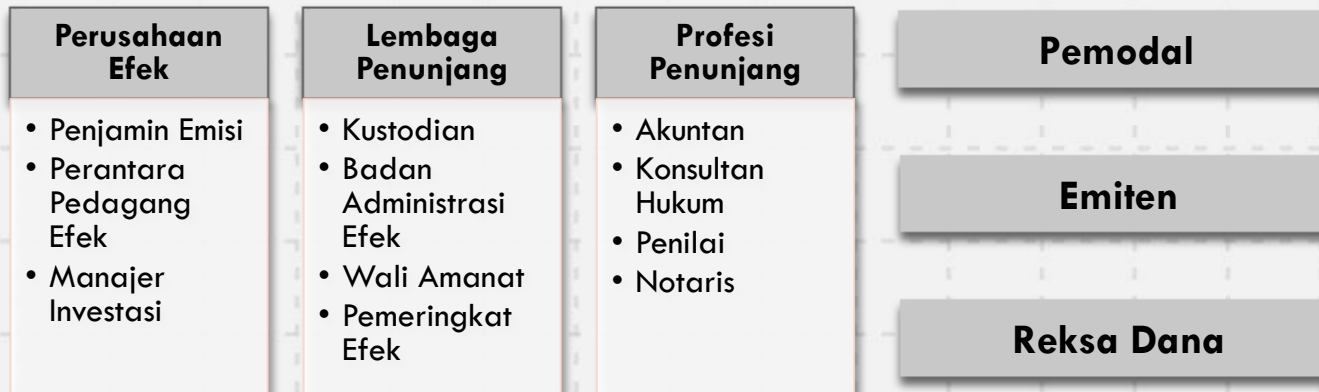 Perusahaan
Efek
• Penjamin Emisi
• Perantara
Pedagang
Efek
• Manajer
Investasi
Lembaga
Penunjang
• Kustodian
• Badan
Administrasi
Efek
• Wali Amanat
• Pemeringkat
Efek
Profesi
Penunjang
• Akuntan
• Konsultan
Hukum
• Penilai
• Notaris
Pemodal
Emiten
Reksa Dana